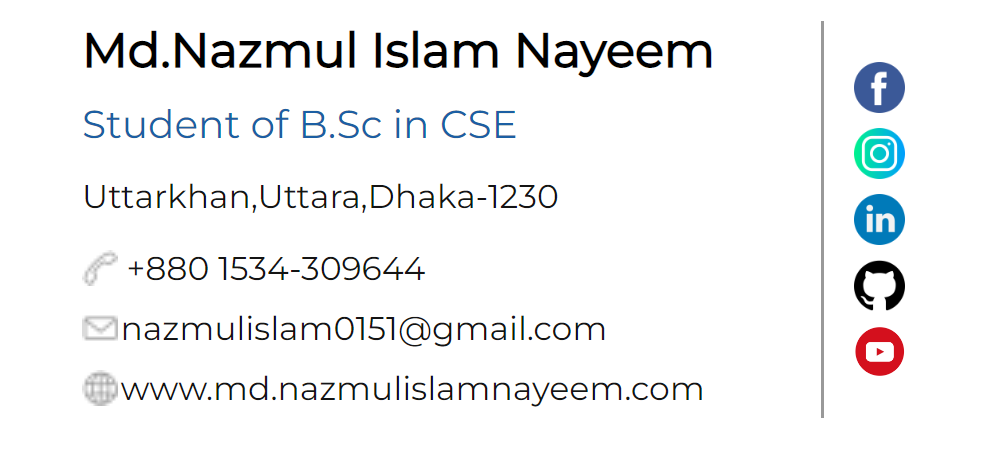 Md.Nazmul Islam Nayeem
Student of B.Sc in CSE
Uttarkhan,Uttara,Dhaka-1230
+880 1534-309644
nazmulislam0151@gmail.com
www.md.nazmulislamnayeem.com